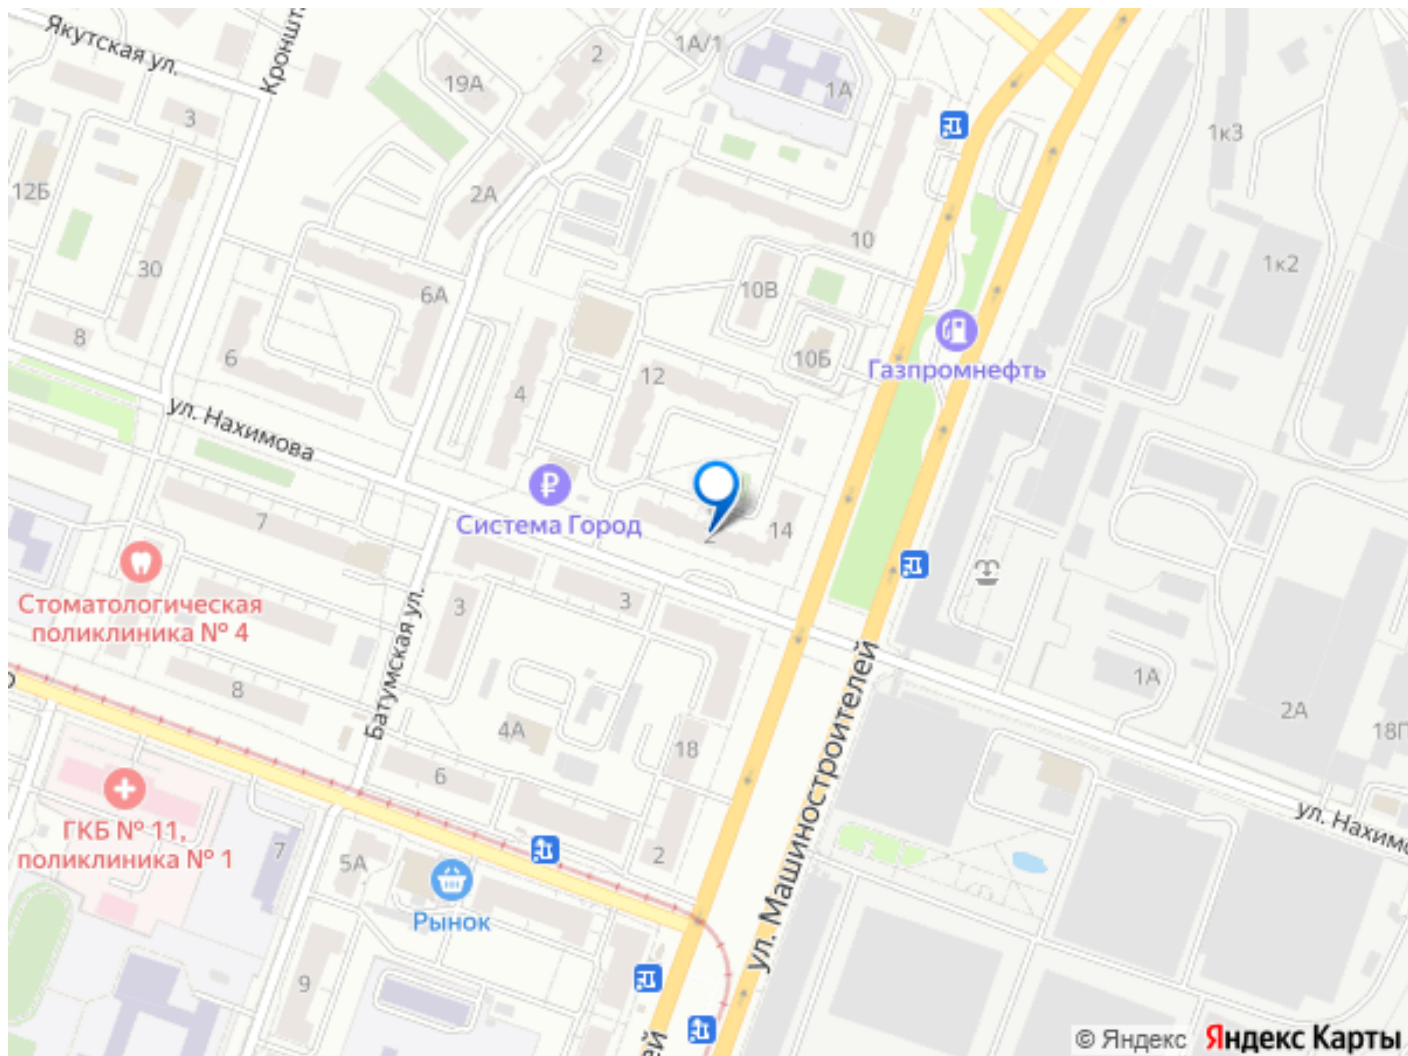 Якутская ул.
Кроншт
2
1А/1
19А
1А
3
1к3
12Б
2А
10
30
1к2
6А
10В
8
6
10Б
Газпромнефть
12
4
ул. Нахимова
Система Город
7
2
14
Стоматологическая
поликлиника № 4
3
3
Батумская ул.
8
1А
2А
4А
18
18П
6
ул. Машиностроителей
ул. Нахимо
ГКБ № 11,
поликлиника № 1
7
5А
2
Рынок
9
ей
© Яндекс Яндекс Карты